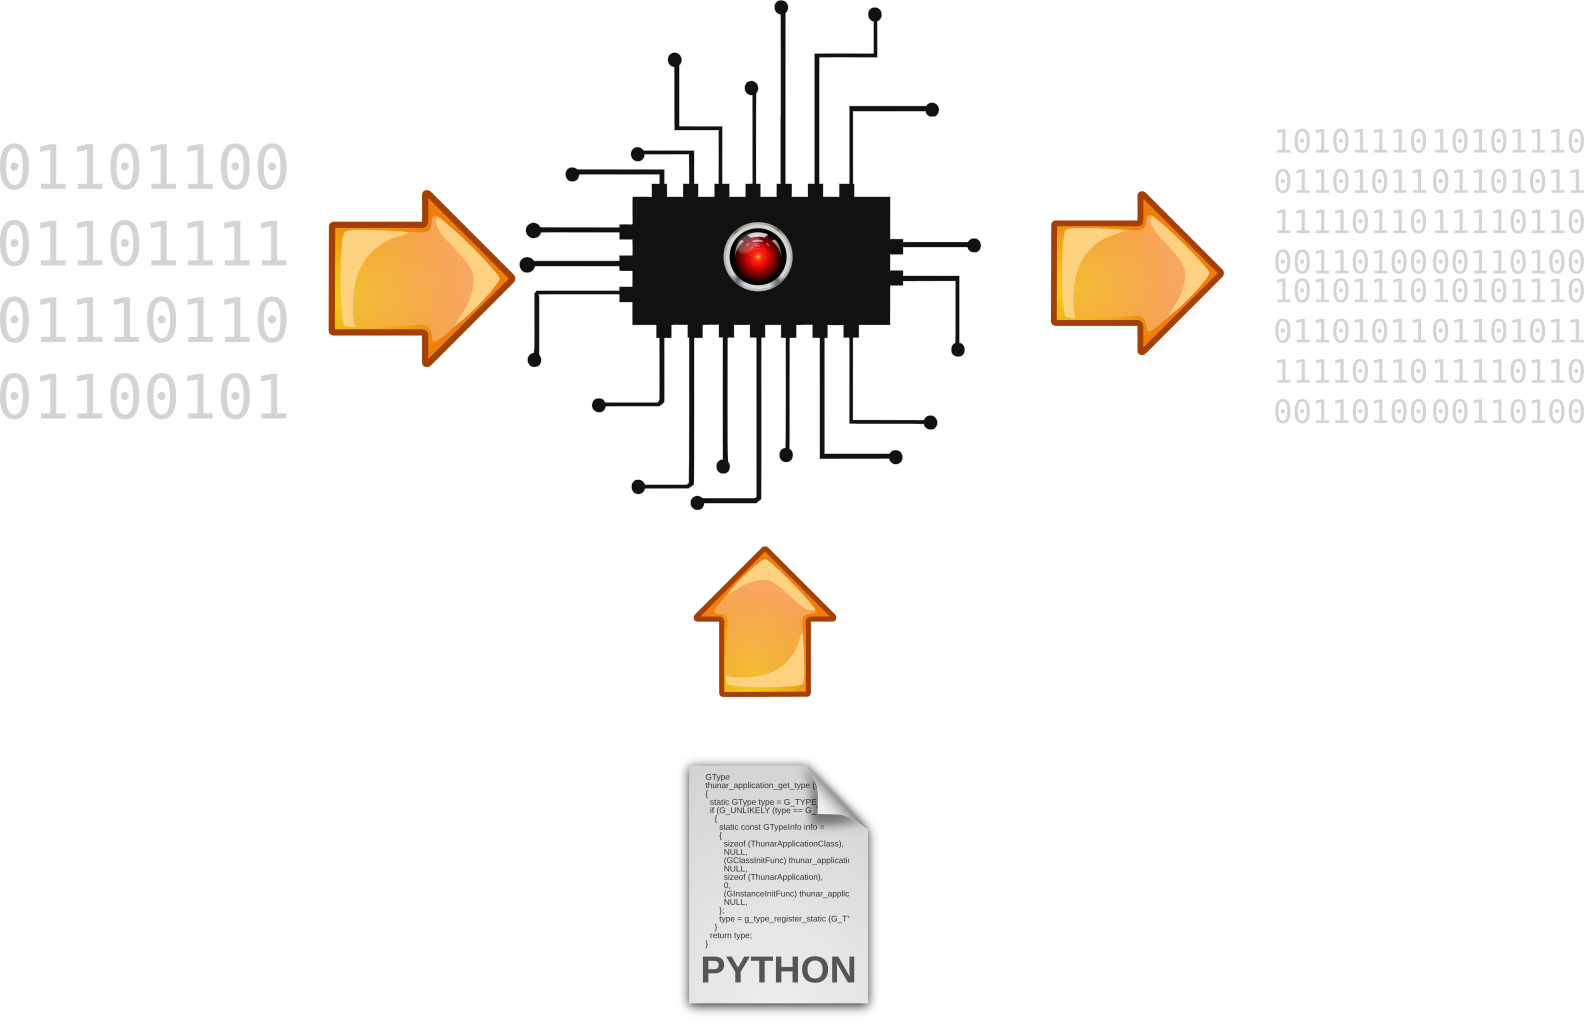 01101100
01101111
01110110
01100101
1010111010101110
0110101101101011
1111011011110110
0011010000110100
1010111010101110
0110101101101011
1111011011110110
0011010000110100
GType
thunar_application_get_type (
{
static GType type = G_TYPE
if (G_UNLIKELY (type == G_
{
static const GTypeInfo info =
{
sizeof (ThunarApplicationClass),
NULL,
(GClassInitFunc) thunar_applicatic
NULL,
sizeof (ThunarApplication),
0,
(GInstanceInitFunc) thunar_applic
NULL,
};
type = g_type_register_static (G_T
}
return type;
}
PYTHON